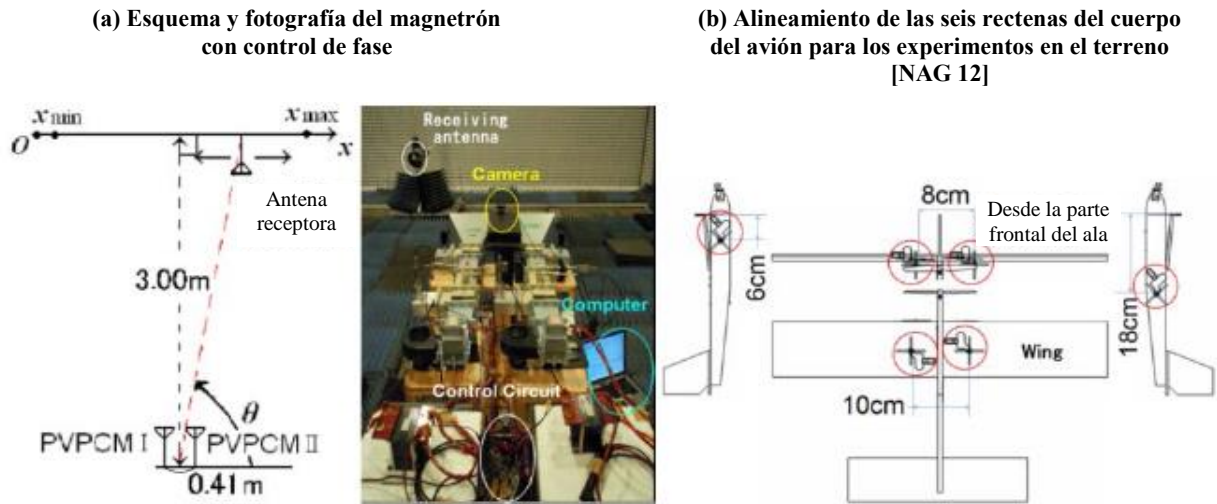 (a) Esquema y fotografía del magnetrón
con control de fase
x min
x max
O
x
Antena
receptora
3.00m
θ
PVPCM I
PVPCM II
0.41 m
Receiving
antenna
Camera
Computer
Control Circuit
(b) Alineamiento de las seis rectenas del cuerpo
del avión para los experimentos en el terreno
[NAG 12]
8cm
Desde la parte
frontal del ala
6cm
18cm
Wing
10cm